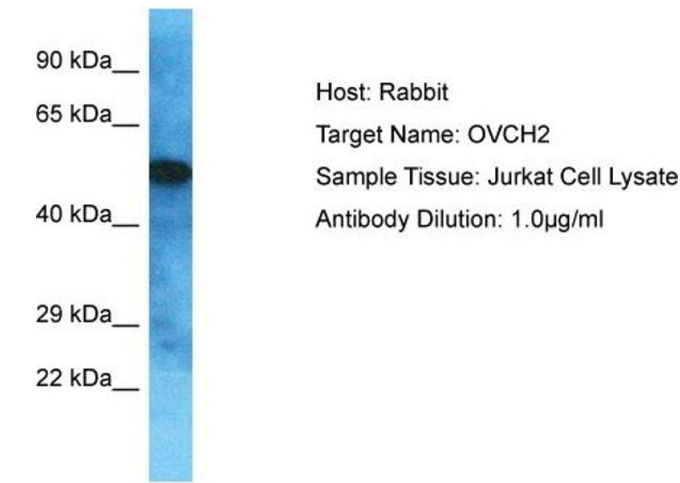 90 kDa__
65 kDa__
40 kDa__
29 kDa__
22 kDa__
Host: Rabbit
Target Name: OVCH2
Sample Tissue: Jurkat Cell Lysate
Antibody Dilution: 1.0µg/ml